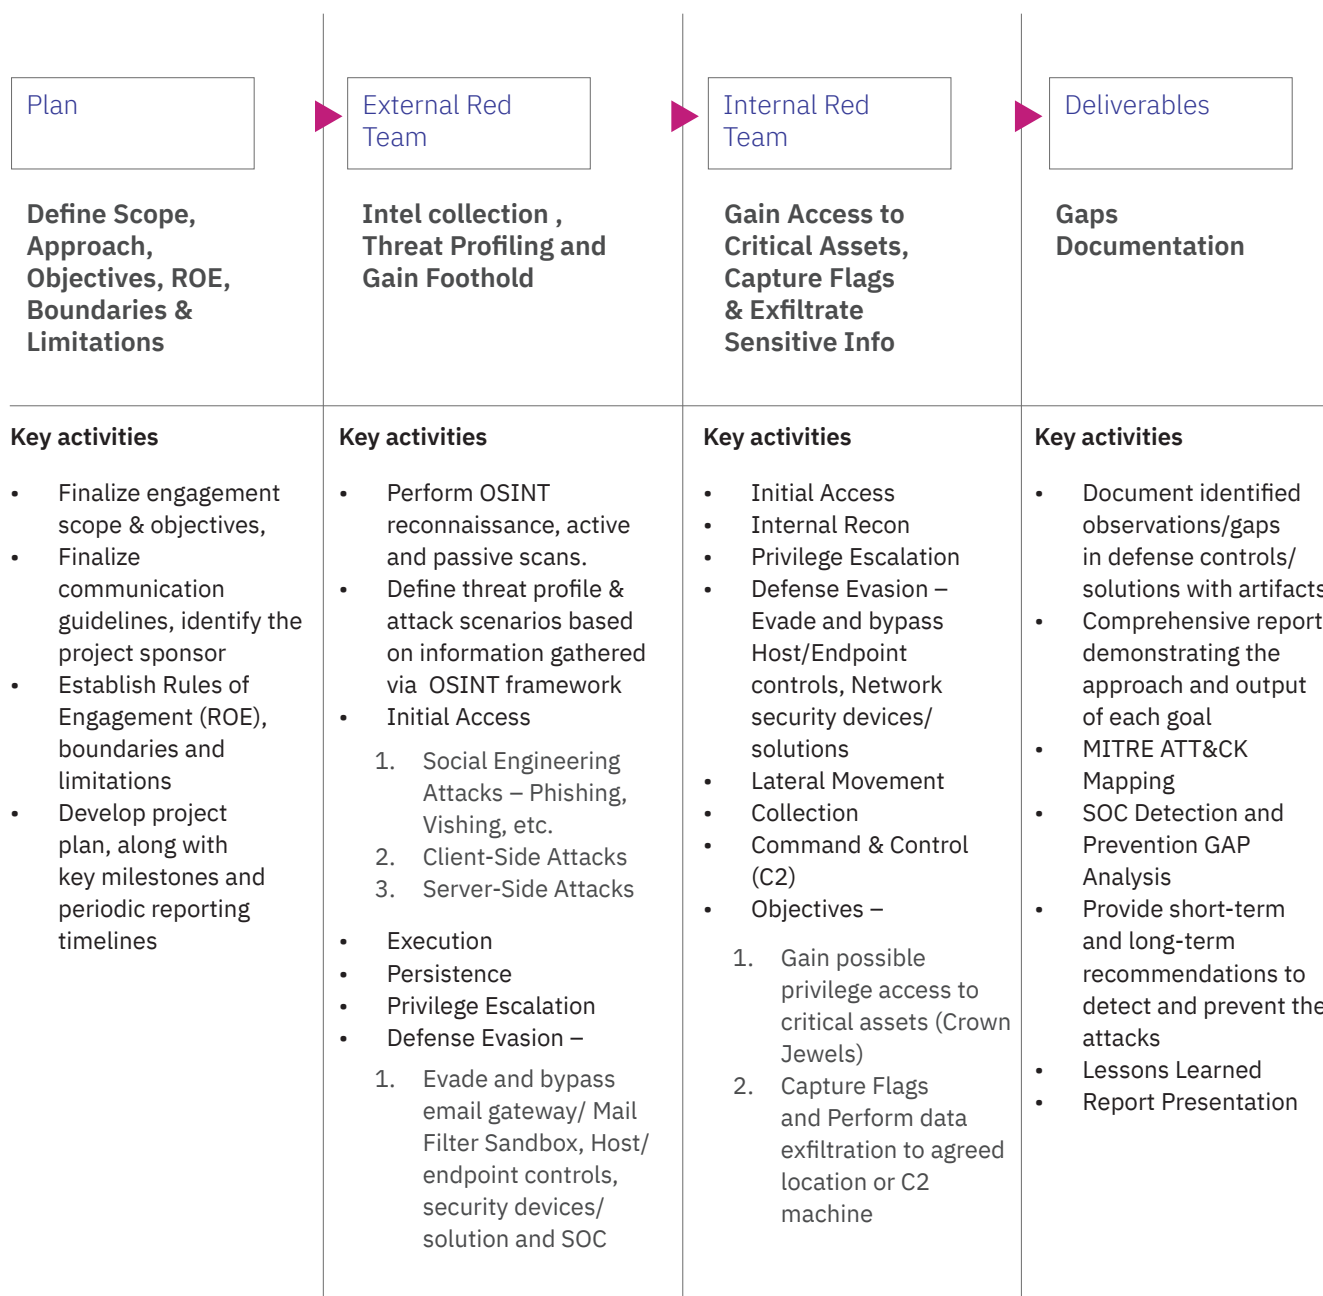 Plan
Define Scope,
Approach,
Objectives, ROE,
Boundaries &
Limitations
Key activities
• Finalize engagement
scope & objectives,
• Finalize
communication
guidelines, identify the
project sponsor
• Establish Rules of
Engagement (ROE),
boundaries and
limitations
• Develop project
plan, along with
key milestones and
periodic reporting
timelines
External Red
Team
Intel collection ,
Threat Profiling and
Gain Foothold
Key activities
• Perform OSINT
reconnaissance, active
and passive scans.
• Define threat profile &
attack scenarios based
on information gathered
via  OSINT framework
• Initial Access
1. Social Engineering
Attacks – Phishing,
Vishing, etc.
2. Client-Side Attacks
3. Server-Side Attacks
• Execution
• Persistence
• Privilege Escalation
• Defense Evasion –
1. Evade and bypass
email gateway/ Mail
Filter Sandbox, Host/
endpoint controls,
security devices/
solution and SOC
Internal Red
Team
Gain Access to
Critical Assets,
Capture Flags
& Exfiltrate
Sensitive Info
Key activities
• Initial Access
• Internal Recon
• Privilege Escalation
• Defense Evasion –
Evade and bypass
Host/Endpoint
controls, Network
security devices/
solutions
• Lateral Movement
• Collection
• Command & Control
(C2)
• Objectives –
1. Gain possible
privilege access to
critical assets (Crown
Jewels)
2. Capture Flags
and Perform data
exfiltration to agreed
location or C2
machine
Deliverables
Gaps
Documentation
Key activities
• Document identified
observations/gaps
in defense controls/
solutions with artifacts
• Comprehensive report
demonstrating the
approach and output
of each goal
• MITRE ATT&CK
Mapping
• SOC Detection and
Prevention GAP
Analysis
• Provide short-term
and long-term
recommendations to
detect and prevent the
attacks
• Lessons Learned
• Report Presentation